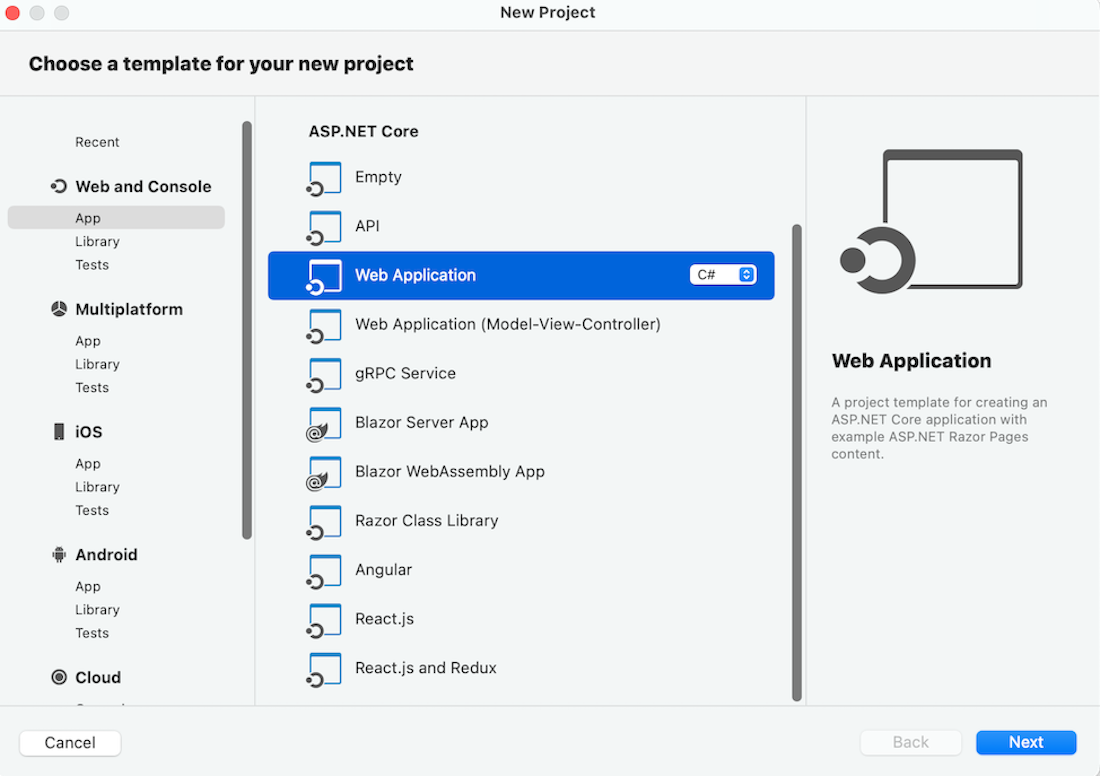 New Project
Choose a template for your new project
Recent
Web and Console
App
Library
Tests
Multiplatform
App
Library
Tests
iOS
App
Library
Tests
Android
App
Library
Tests
Cloud
ASP.NET Core
Empty
API
Web Application
C#
Web Application (Model-View-Controller)
gRPC Service
Blazor Server App
Blazor WebAssembly App
Razor Class Library
Angular
React.js
React.js and Redux
Web Application
A project template for creating an
ASP.NET Core application with
example ASP.NET Razor Pages
content.
Cancel
Back
Next